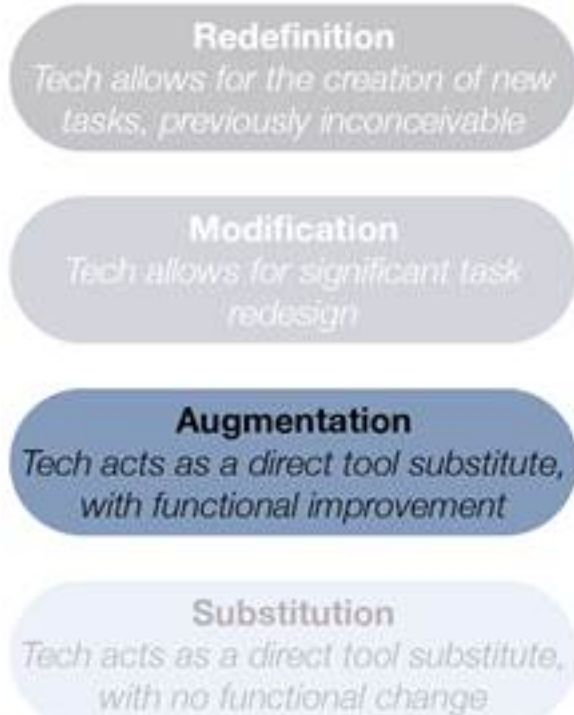 Redefinition
Tech allows for the creation of new
tasks, previously inconceivable
Modification
Tech allows for significant task
redesign
Augmentation
Tech acts as a direct tool substitute,
with functional improvement
Substitution
Tech acts as a direct tool substitute,
with no functional change